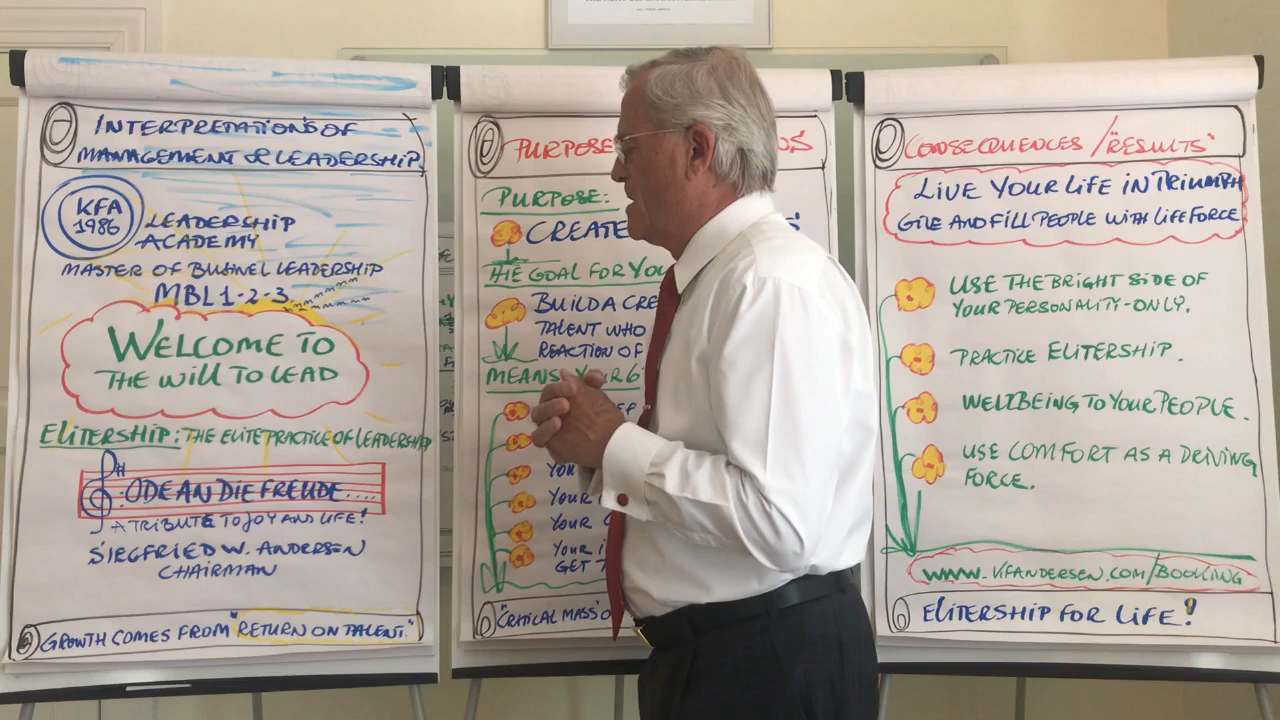 INTERPRETATIONS OF
MANAGEMENT & LEADERSHIP
KFA
1986
LEADERSHIP
ACADEMY
MASTER OF BUSINEL LEADERSHIP
MBL 1-2-3
WELCOME TO
THE WILL TO LEAD
ELITERSHIP: THE ELITE PRACTICE OF LEADERSHIP
ODE AN DIE FREUDE....
A TRIBUTE TO JOY AND LIFE!
SIEGFRIED W. ANDERSEN
CHAIRMAN
GROWTH COMES FROM "RETURN ON TALENT."
PURPOSE
PURPOSE:
CREATE
THE GOAL FOR YOU
BUILD A CRE
TALENT WHO
REACTION OF
MEANS
YOU
YOUR
YOUR
YOUR I
GET T
"CRITICAL MASS" O
CONSEQUENCES / "RESULTS"
LIVE YOUR LIFE IN TRIUMPH
GIVE AND FILL PEOPLE WITH LIFE FORCE
USE THE BRIGHT SIDE OF
YOUR PERSONALITY - ONLY.
PRACTICE ELITERSHIP.
WELLBEING TO YOUR PEOPLE.
USE COMFORT AS A DRIVING
FORCE.
WWW.KFANDERSEN.COM/BOOKING
ELITERSHIP FOR LIFE!